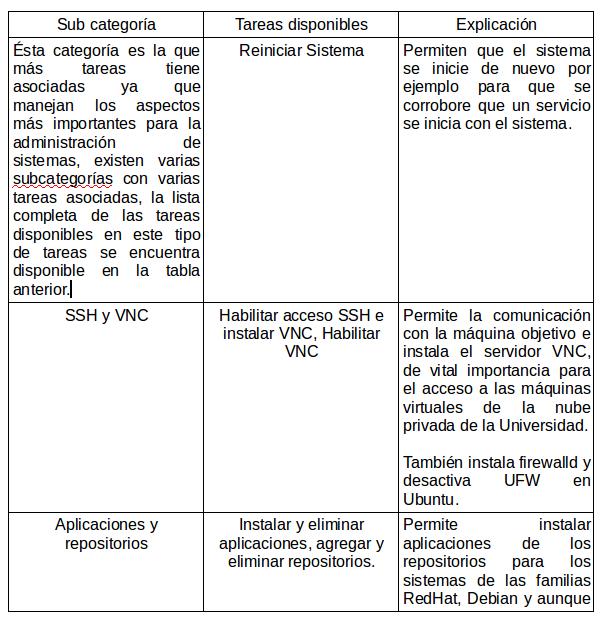 Sub categoría
Tareas disponibles
Explicación
Ésta categoría es la que
más tareas tiene
asociadas ya que
manejan los aspectos
más importantes para la
administración de
sistemas, existen varias
subcategorías con varias
tareas asociadas, la lista
completa de las tareas
disponibles en este tipo
de tareas se encuentra
disponible en la tabla
anterior.
Reiniciar Sistema
Permiten que el sistema
se inicie de nuevo por
ejemplo para que se
corrobore que un servicio
se inicia con el sistema.
SSH y VNC
Habilitar acceso SSH e
instalar VNC, Habilitar
VNC
Permite la comunicación
con la máquina objetivo e
instala el servidor VNC,
de vital importancia para
el acceso a las máquinas
virtuales de la nube
privada de la Universidad.
También instala firewalld y
desactiva UFW en
Ubuntu.
Aplicaciones y
repositorios
Instalar y eliminar
aplicaciones, agregar y
eliminar repositorios.
Permite instalar
aplicaciones de los
repositorios para los
sistemas de las familias
RedHat, Debian y aunque